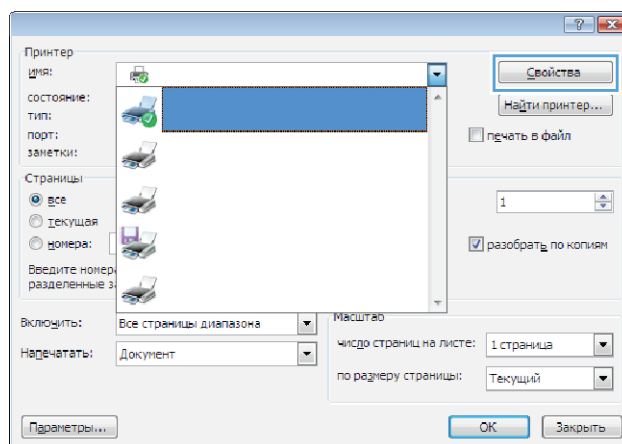 Принтер
имя:
Свойства
состояние:
Найти принтер...
тип:
порт:
печать в файл
заметки:
Страницы
все
1
текущая
номера:
разобрать по копиям
Введите
разделенные
Включить:
Все страницы диапазона
Масштаб
число страниц на листе:
1 страница
Напечатать:
Документ
по размеру страницы:
Текущий
Параметры...
ОК
Закрыть